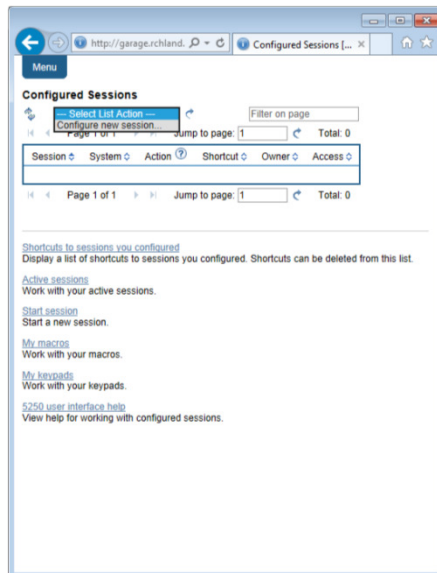 http://garage.rchland.
Configured Sessions [...
Menu
Configured Sessions
--- Select List Action ---
Filter on page
Configure new session...
Page 1 of 1
Jump to page: 1
Total: 0
Session System Action ? Shortcut Owner Access
Page 1 of 1
Jump to page: 1
Total: 0
Shortcuts to sessions you configured
Display a list of shortcuts to sessions you configured. Shortcuts can be deleted from this list.
Active sessions
Work with your active sessions.
Start session
Start a new session.
My macros
Work with your macros.
My keypads
Work with your keypads.
5250 user interface help
View help for working with configured sessions.